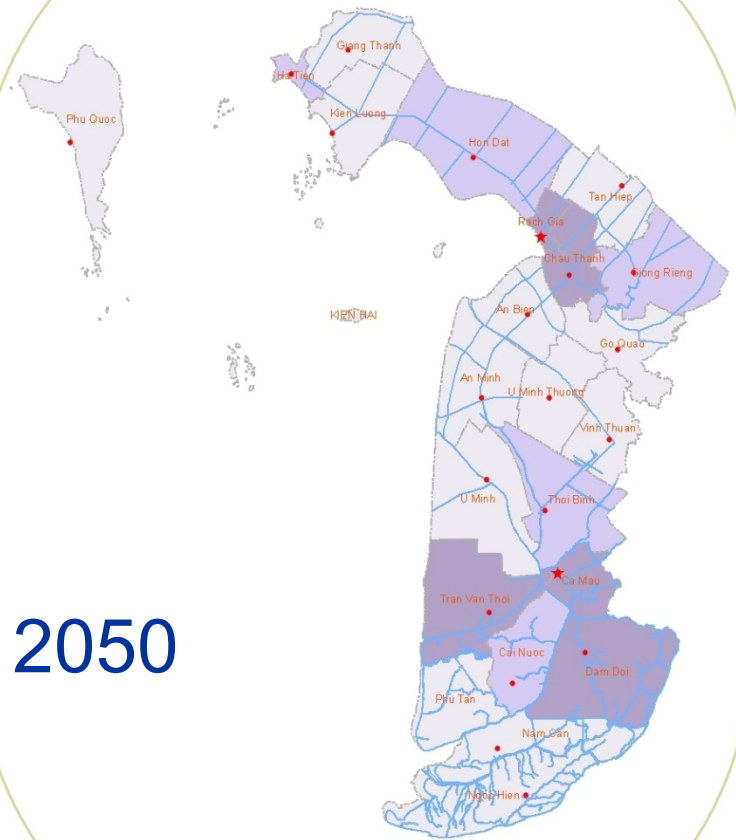 Giang Thanh
Ha Tien
Kien Luong
Phu Quoc
Hon Dat
Tan Hiep
Rach Gia
Chau Thanh
Giong Rieng
An Bien
KIEN HAI
Go Quao
An Minh
U Minh Thuong
Vinh Thuan
U Minh
Thoi Binh
Ca Mau
Tran Van Thoi
2050
Cai Nuoc
Dam Doi
Phu Tan
Nam Can
Ngoc Hien